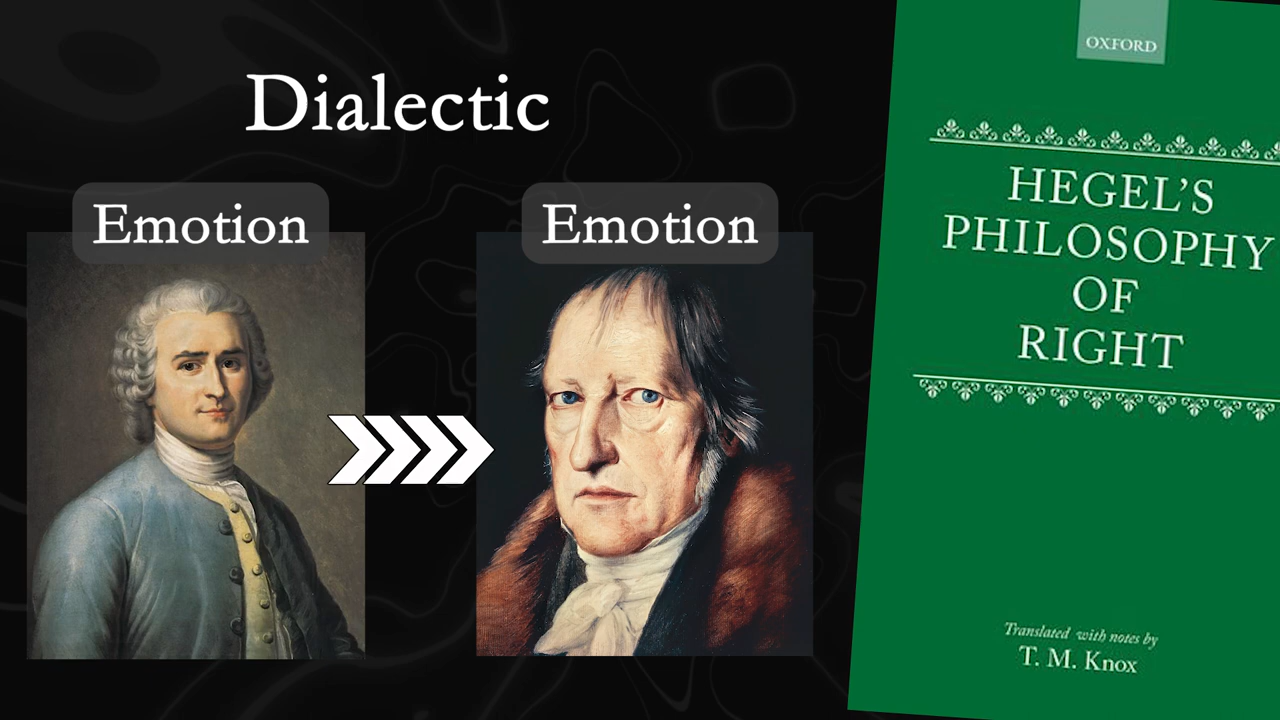 Dialectic
Emotion
Emotion
OXFORD
HEGEL'S
PHILOSOPHY
OF
RIGHT
Translated with notes by
T. M. Knox